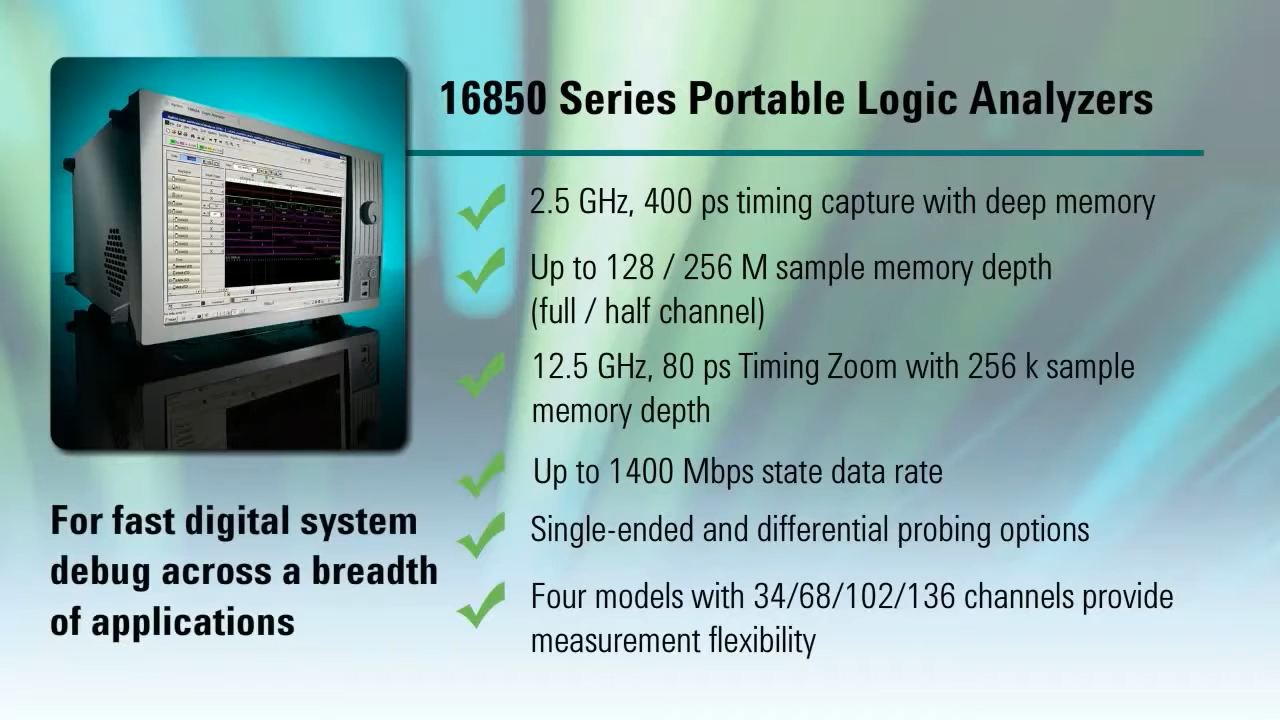 16850 Series Portable Logic Analyzers
2.5 GHz, 400 ps timing capture with deep memory
Up to 128 / 256 M sample memory depth
(full / half channel)
12.5 GHz, 80 ps Timing Zoom with 256 k sample
memory depth
Up to 1400 Mbps state data rate
Single-ended and differential probing options
Four models with 34/68/102/136 channels provide
measurement flexibility
For fast digital system
debug across a breadth
of applications